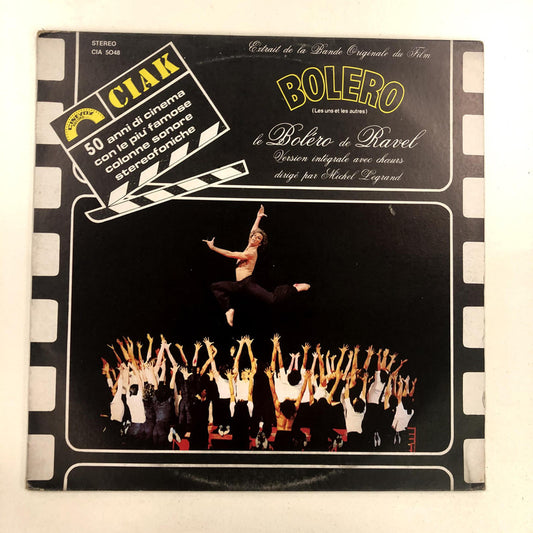 STEREO
CIA 5048
CIAK
50 anni di cinema
con le più famose
colonne sonore
stereofoniche
Extrait de la Bande Originale du Film
BOLERO
(Les uns et les autres)
le Boléro de Ravel
Version intégrale avec chœurs
dirigé par Michel Legrand